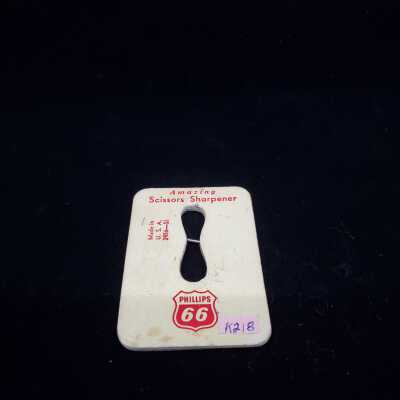 Amazing
Scissors Sharpener
Made in
U. S. A.
PHILLIPS
66
K218